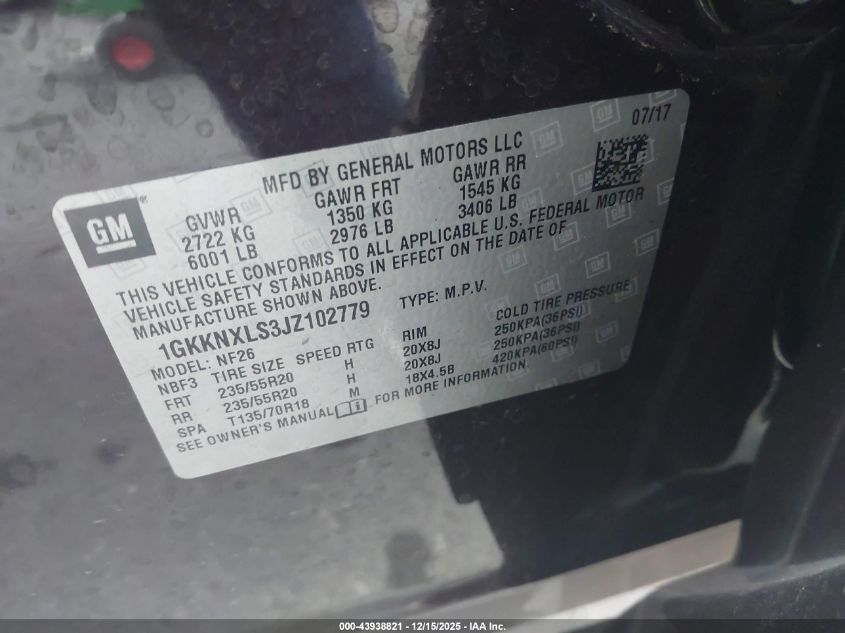 07/17
MFD BY GENERAL MOTORS LLC
GM
GVWR GAWR FRT GAWR RR
2722 KG 1350 KG 1545 KG
6001 LB 2976 LB 3406 LB
THIS VEHICLE CONFORMS TO ALL APPLICABLE U.S. FEDERAL MOTOR
VEHICLE SAFETY STANDARDS IN EFFECT ON THE DATE OF
MANUFACTURE SHOWN ABOVE.
1GKKNXLS3JZ102779 TYPE: M.P.V.
MODEL: NF26
NBF3 TIRE SIZE SPEED RTG RIM COLD TIRE PRESSURE
FRT 235/55R20 H 20X8J 250KPA(36PSI)
RR 235/55R20 H 20X8J 250KPA(36PSI)
SPA T135/70R18 M 18X4.5B 420KPA(60PSI)
SEE OWNER'S MANUAL FOR MORE INFORMATION.
000-43938821 - 12/15/2025 - IAA Inc.